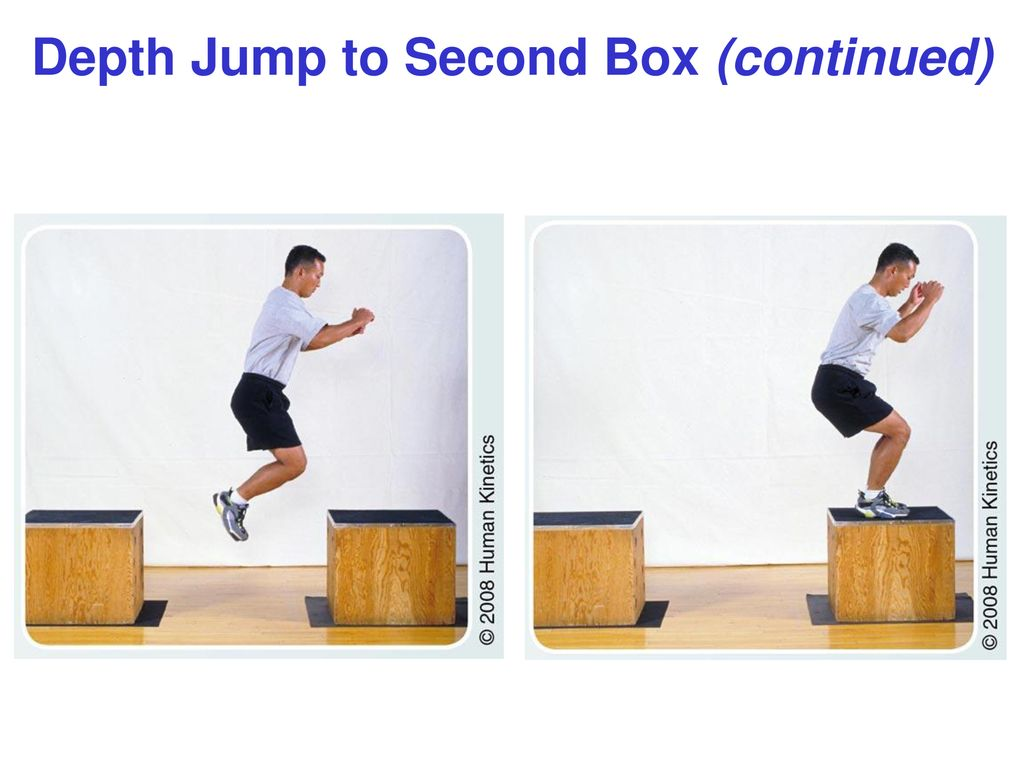 Depth Jump to Second Box (continued)
© 2008 Human Kinetics
© 2008 Human Kinetics